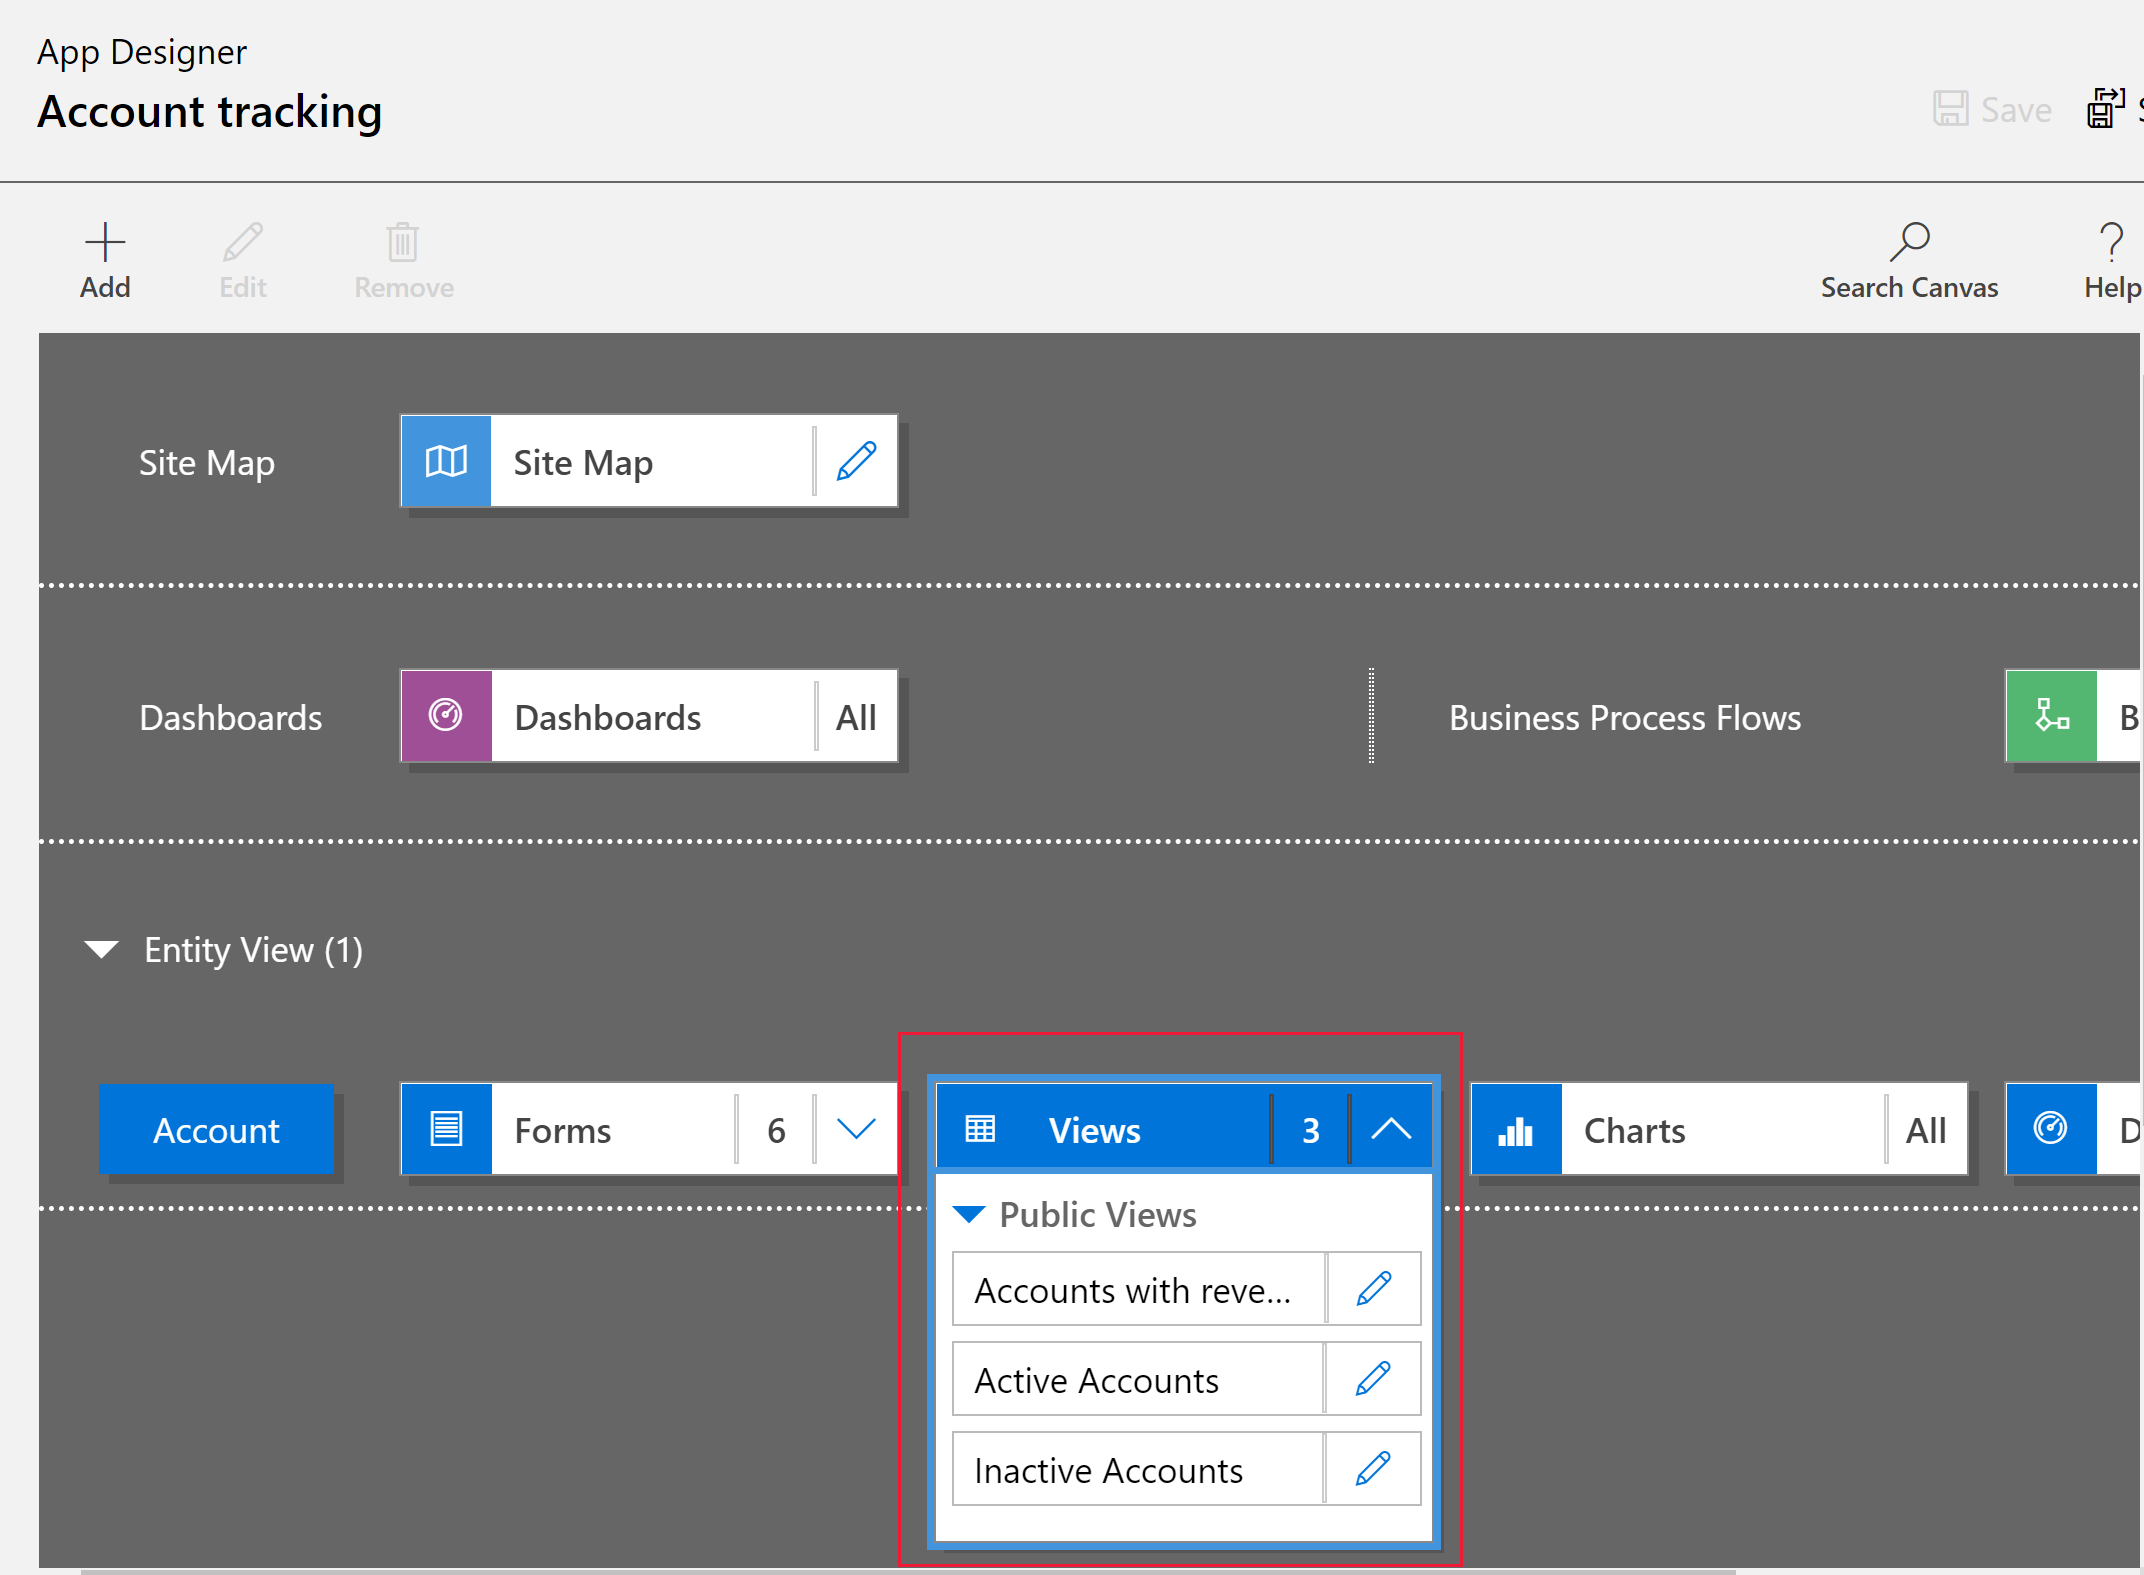 App Designer
Account tracking
Save
Add
Edit
Remove
Search Canvas
Help
Site Map
Site Map
Dashboards
Dashboards
All
Business Process Flows
B
Entity View (1)
Account
Forms
6
Views
3
Charts
All
D
Public Views
Accounts with reve...
Active Accounts
Inactive Accounts